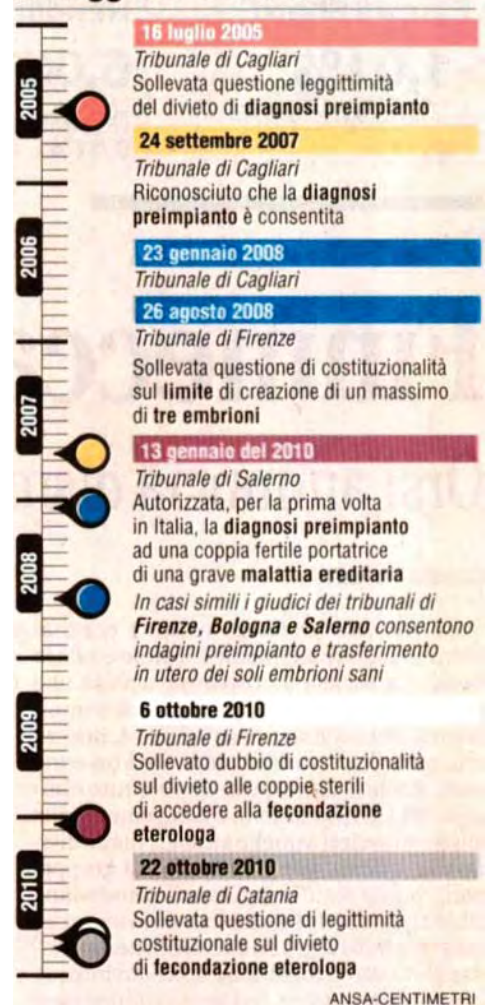 16 luglio 2005
Tribunale di Cagliari
Sollevata questione leggittimità
del divieto di diagnosi preimpianto
24 settembre 2007
Tribunale di Cagliari
Riconosciuto che la diagnosi
preimpianto è consentita
23 gennaio 2008
Tribunale di Cagliari
26 agosto 2008
Tribunale di Firenze
Sollevata questione di costituzionalità
sul limite di creazione di un massimo
di tre embrioni
13 gennaio del 2010
Tribunale di Salerno
Autorizzata, per la prima volta
in Italia, la diagnosi preimpianto
ad una coppia fertile portatrice
di una grave malattia ereditaria
In casi simili i giudici dei tribunali di
Firenze, Bologna e Salerno consentono
indagini preimpianto e trasferimento
in utero dei soli embrioni sani
6 ottobre 2010
Tribunale di Firenze
Sollevato dubbio di costituzionalità
sul divieto alle coppie sterili
di accedere alla fecondazione
eterologa
22 ottobre 2010
Tribunale di Catania
Sollevata questione di legittimità
costituzionale sul divieto
di fecondazione eterologa
ANSA-CENTIMETRI
2005
2006
2007
2008
2009
2010